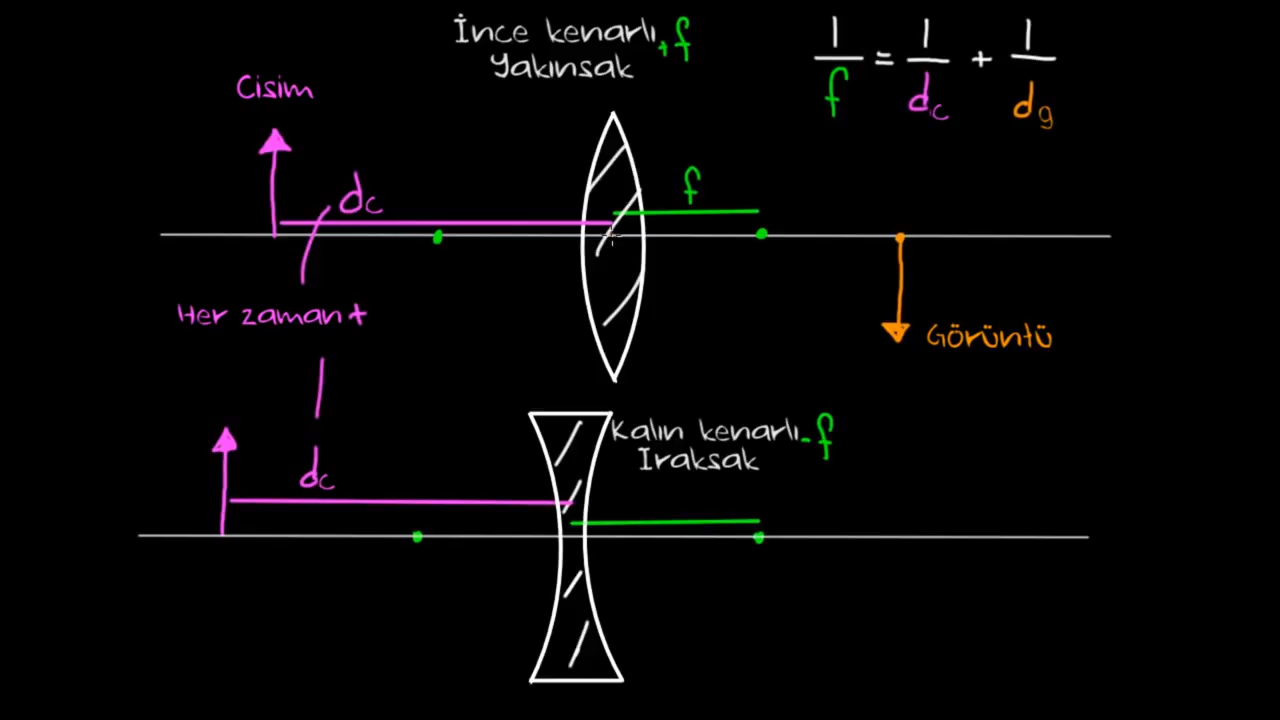 İnce kenarlı, +f
Yakınsak
1/f = 1/dc + 1/dg
Cisim
f
dc
Her zaman +
Görüntü
Kalın kenarlı -f
Iraksak
dc